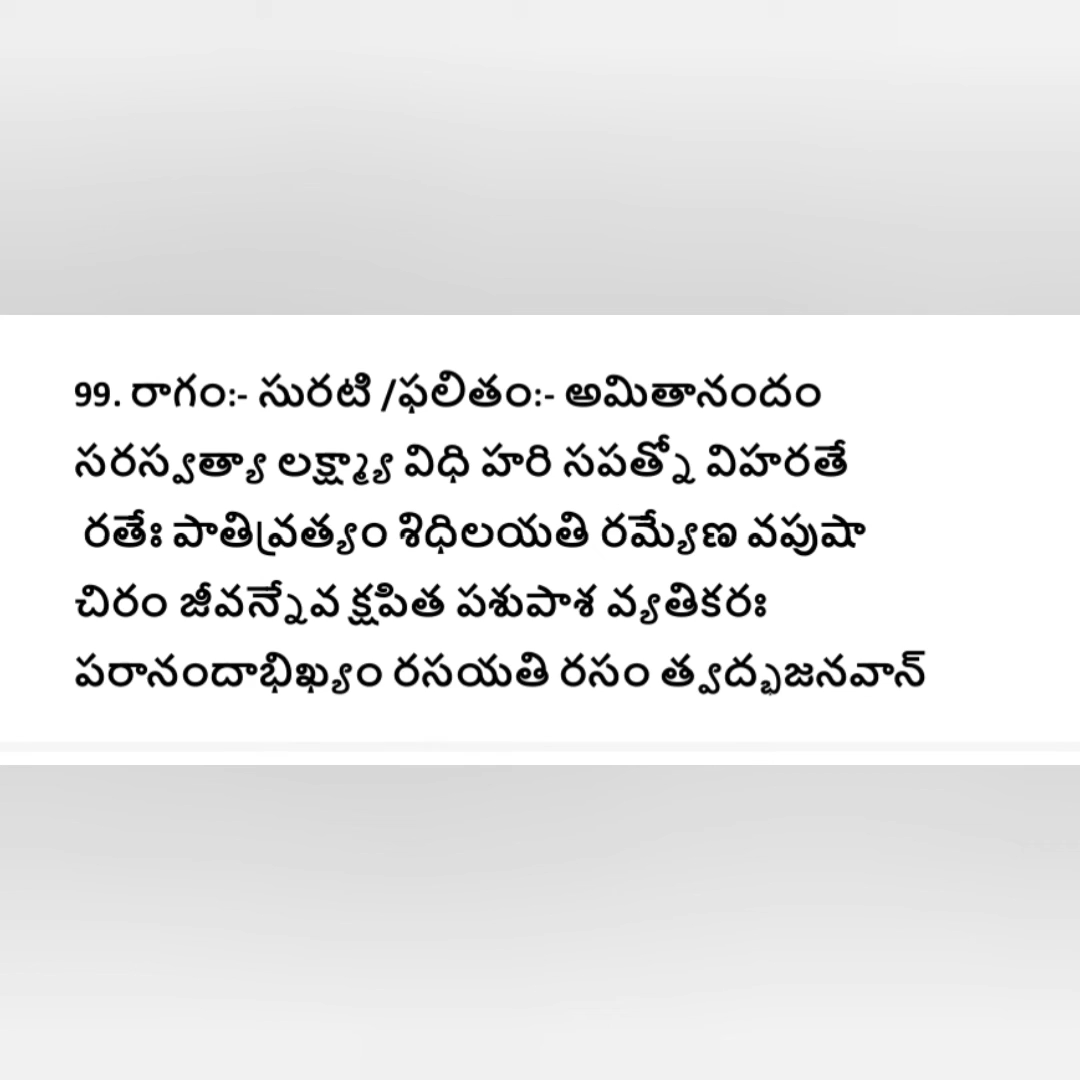 99. రాగం:- సురటి /ఫలితం:- అమితానందం
సరస్వత్యా లక్ష్మ్యా విధి హరి సపత్నో విహరతే
రతేః పాతివ్రత్యం శిధిలయతి రమ్యేణ వపుషా
చిరం జీవన్నేవ క్షపిత పశుపాశ వ్యతికరః
పరానందాభిఖ్యం రసయతి రసం త్వద్భజనవాన్